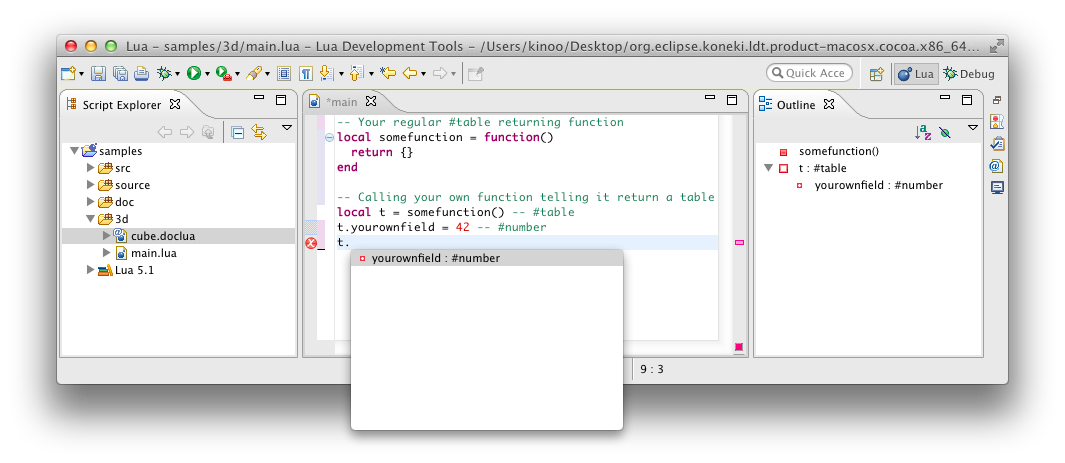 Lua - samples/3d/main.lua - Lua Development Tools - /Users/kinoo/Desktop/org.eclipse.koneki.ldt.product-macosx.cocoa.x86_64...
Quick Acce
Lua
Debug
Script Explorer
samples
src
source
doc
3d
cube.doclua
main.lua
Lua 5.1
*main
-- Your regular #table returning function
local somefunction = function()
return {}
end
-- Calling your own function telling it return a table
local t = somefunction() -- #table
t.yourownfield = 42 -- #number
t.
yourownfield : #number
9 : 3
Outline
somefunction()
t : #table
yourownfield : #number